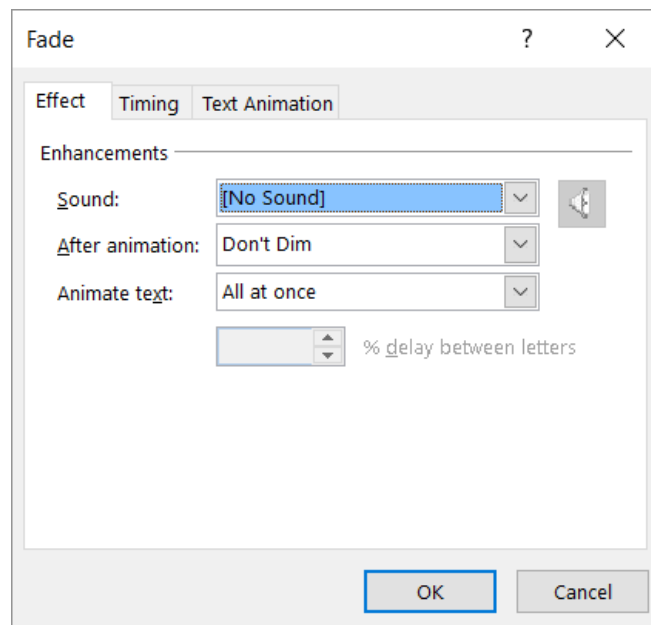 Fade ?
Effect Timing Text Animation
Enhancements
Sound: [No Sound]
After animation: Don't Dim
Animate text: All at once
% delay between letters
OK Cancel